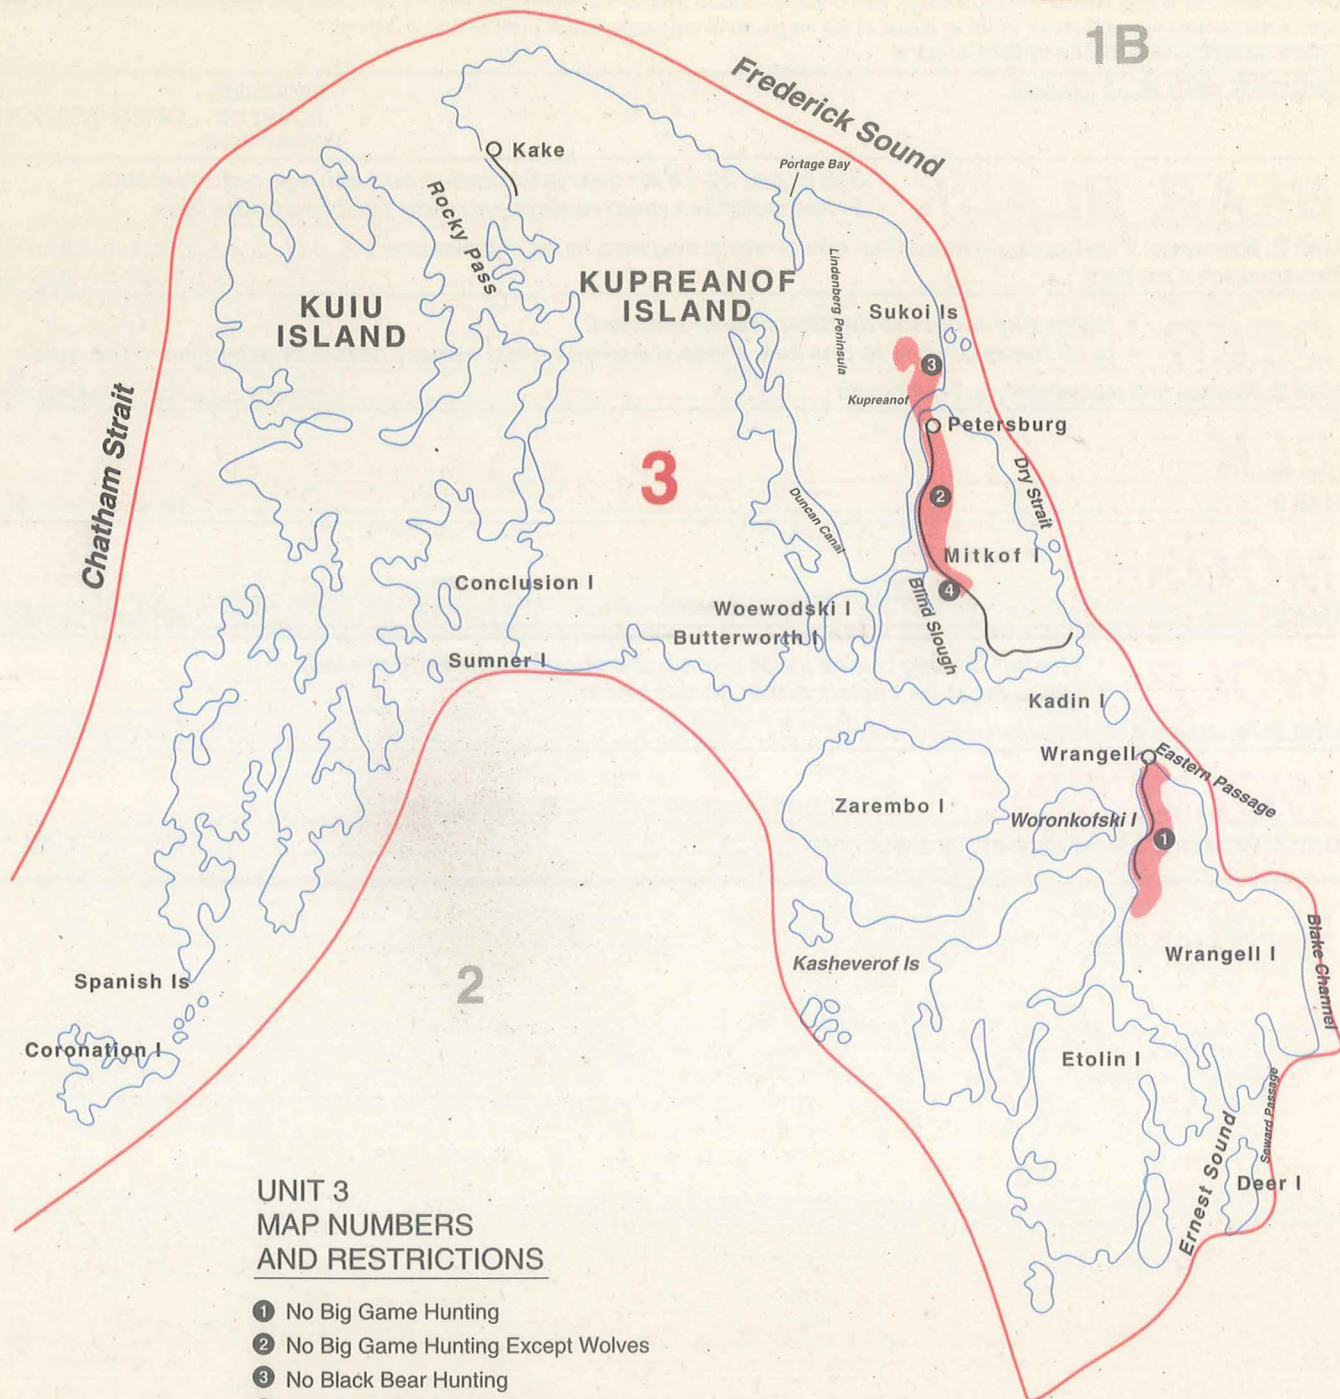 1B
Frederick Sound
Kake
Portage Bay
Rocky Pass
Lindenberg Peninsula
KUPREANOF
ISLAND
KUIU
ISLAND
Sukoi Is
3
Kupreanof
Chatham Strait
Petersburg
3
Dry Strait
2
Duncan Canal
Mitkof I
Conclusion I
4
Blind Slough
Woewodski I
Butterworth I
Sumner I
Kadin I
Wrangell
Eastern Passage
Zarembo I
Woronkofski I
1
Blake Channel
Wrangell I
Kasheverof Is
2
Spanish Is
Coronation I
Etolin I
Seward Passage
Ernest Sound
Deer I
UNIT 3
MAP NUMBERS
AND RESTRICTIONS
1 No Big Game Hunting
2 No Big Game Hunting Except Wolves
3 No Black Bear Hunting